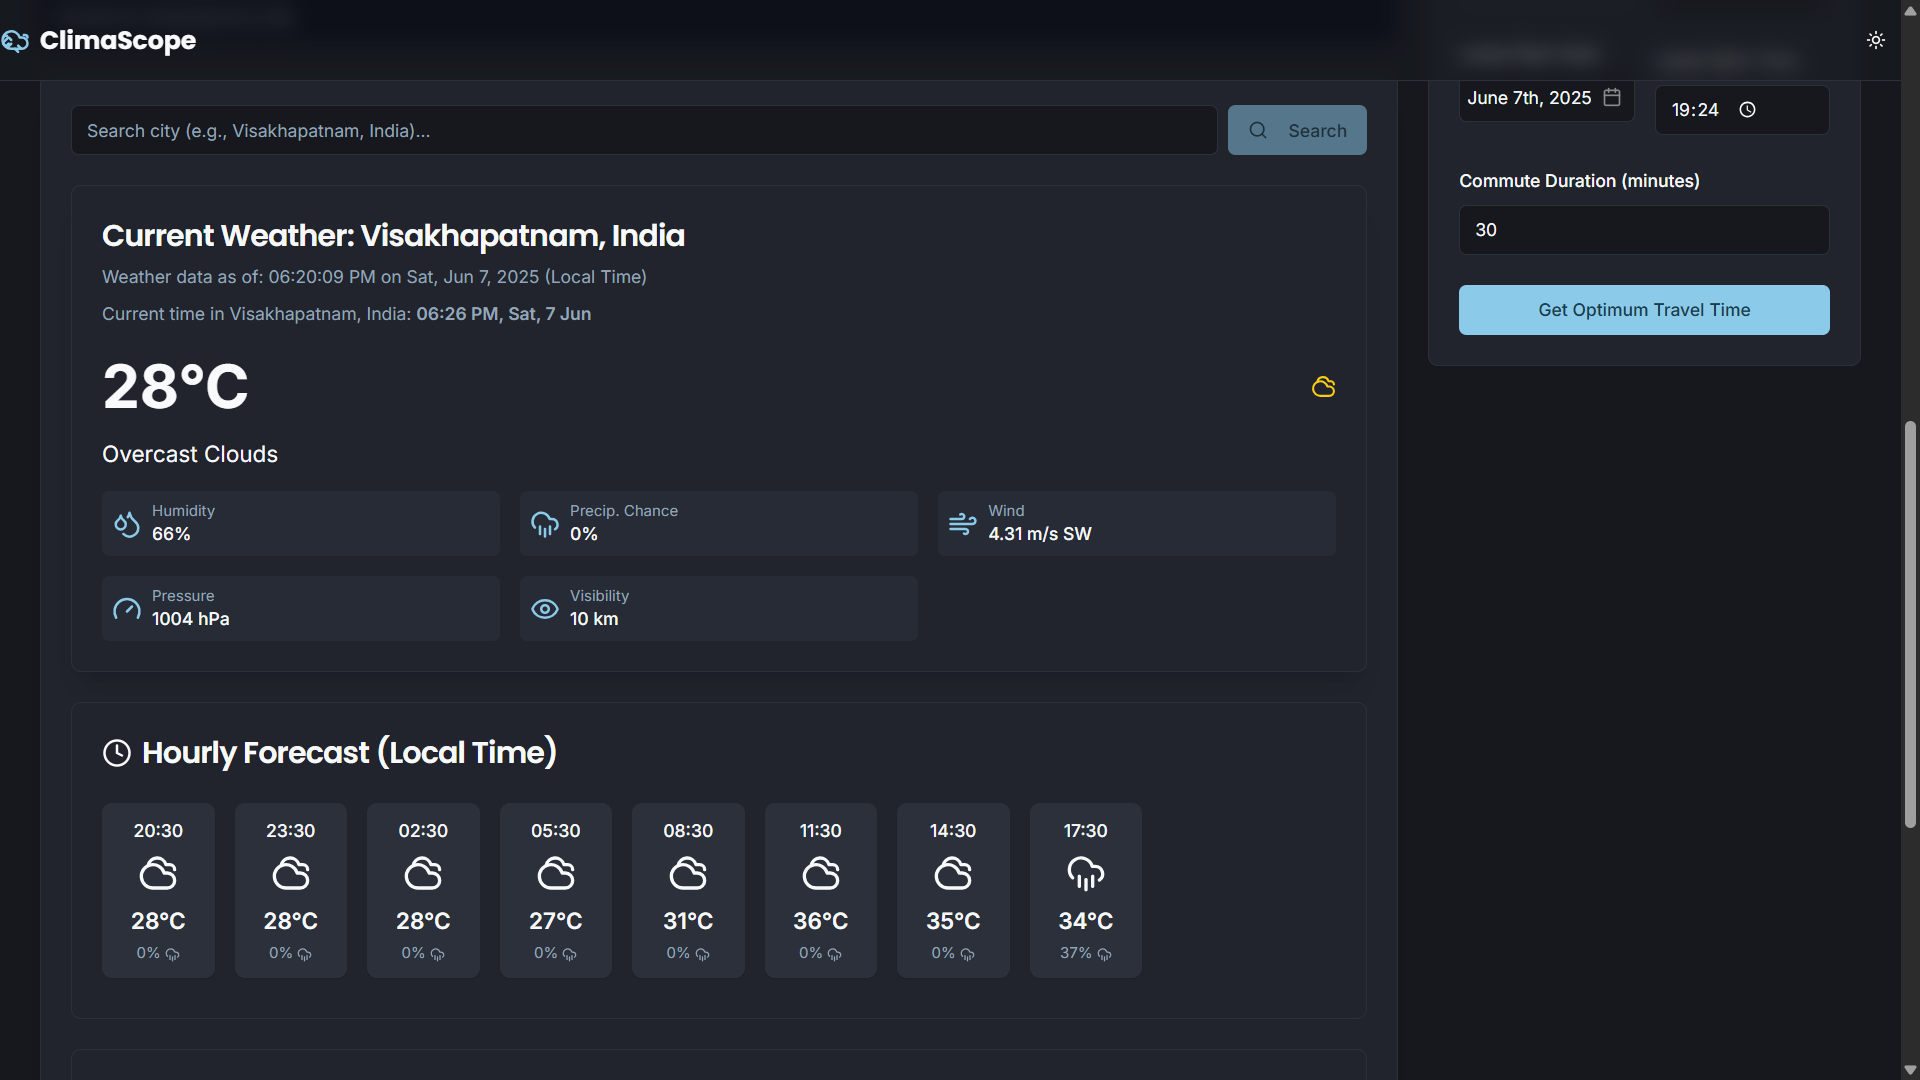 ClimaScope
Search city (e.g., Visakhapatnam, India)...
Search
Current Weather: Visakhapatnam, India
Weather data as of: 06:20:09 PM on Sat, Jun 7, 2025 (Local Time)
Current time in Visakhapatnam, India: 06:26 PM, Sat, 7 Jun
28°C
Overcast Clouds
Humidity
66%
Precip. Chance
0%
Wind
4.31 m/s SW
Pressure
1004 hPa
Visibility
10 km
Hourly Forecast (Local Time)
20:30
28°C
0%
23:30
28°C
0%
02:30
28°C
0%
05:30
27°C
0%
08:30
31°C
0%
11:30
36°C
0%
14:30
35°C
0%
17:30
34°C
37%
June 7th, 2025
19:24
Commute Duration (minutes)
30
Get Optimum Travel Time